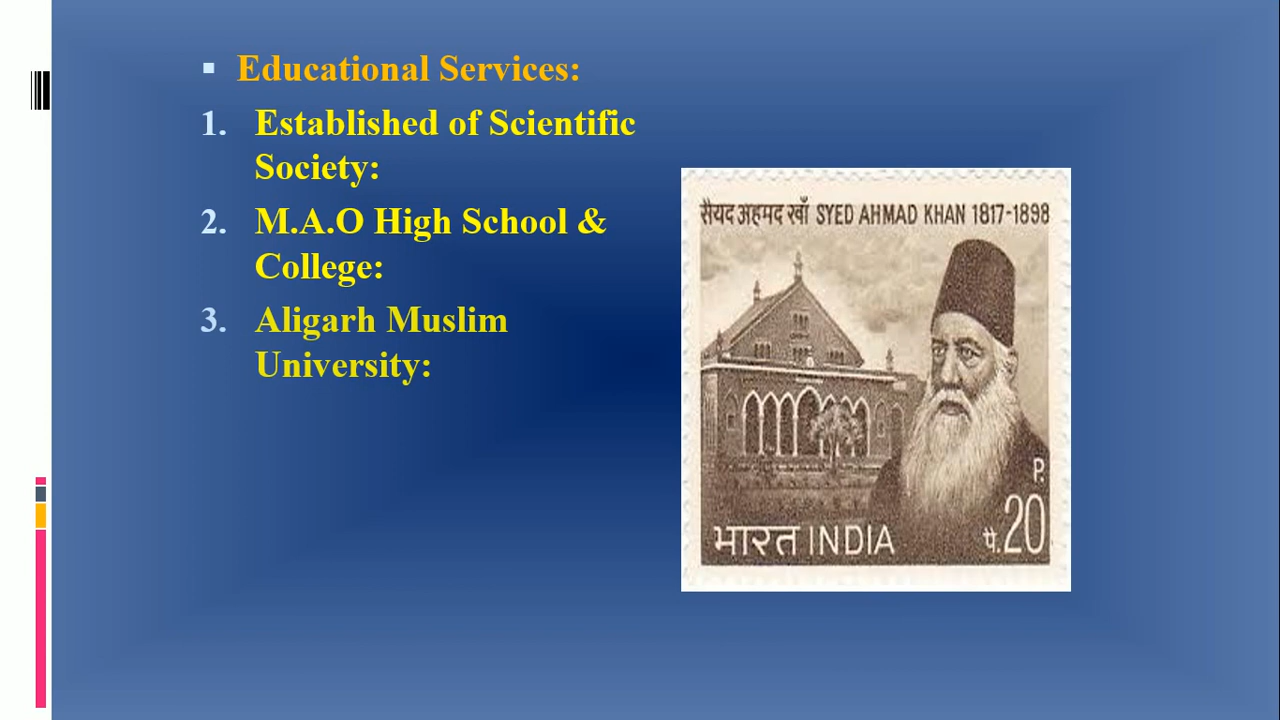 ▪ Educational Services:
1. Established of Scientific
Society:
2. M.A.O High School &
College:
3. Aligarh Muslim
University:
सैयद अहमद खाँ SYED AHMAD KHAN 1817-1898
P.
भारत INDIA पै. 20